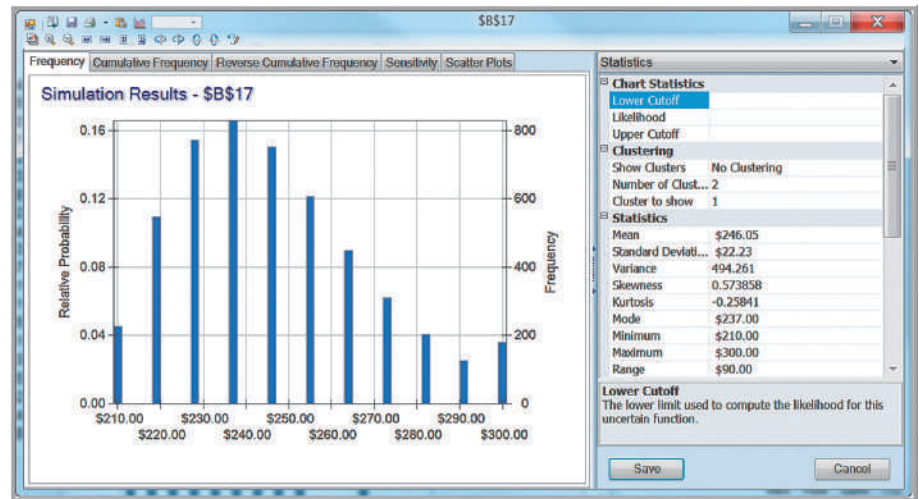 $B$17
Frequency Cumulative Frequency Reverse Cumulative Frequency Sensitivity Scatter Plots
Simulation Results - $B$17
Relative Probability
0.16
0.12
0.08
0.04
0.00
800
600
400
200
0
Frequency
$210.00 $230.00 $250.00 $270.00 $290.00
$220.00 $240.00 $260.00 $280.00 $300.00
Statistics
Chart Statistics
Lower Cutoff
Likelihood
Upper Cutoff
Clustering
Show Clusters No Clustering
Number of Clust... 2
Cluster to show 1
Statistics
Mean $246.05
Standard Deviati... $22.23
Variance 494.261
Skewness 0.573858
Kurtosis -0.25841
Mode $237.00
Minimum $210.00
Maximum $300.00
Range $90.00
Lower Cutoff
The lower limit used to compute the likelihood for this
uncertain function.
Save Cancel